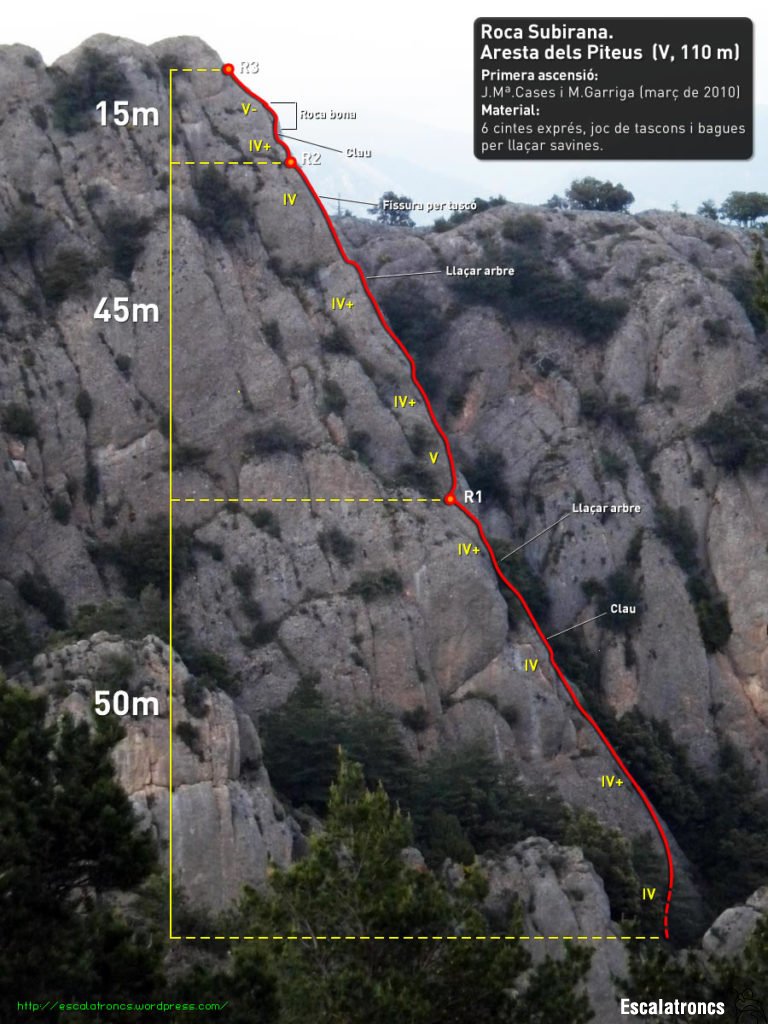 Roca Subirana.
Aresta dels Piteus (V, 110 m)
Primera ascensió:
J.Mª.Cases i M.Garriga (març de 2010)
Material:
6 cintes exprés, joc de tascons i bagues
per llaçar savines.
R3
15m
V-
Roca bona
IV+
Clau
R2
IV
Fissura per tascó
Llaçar arbre
45m
IV+
IV+
V
R1
Llaçar arbre
IV+
Clau
IV
50m
IV+
IV
http://escalatroncs.wordpress.com/
Escalatroncs